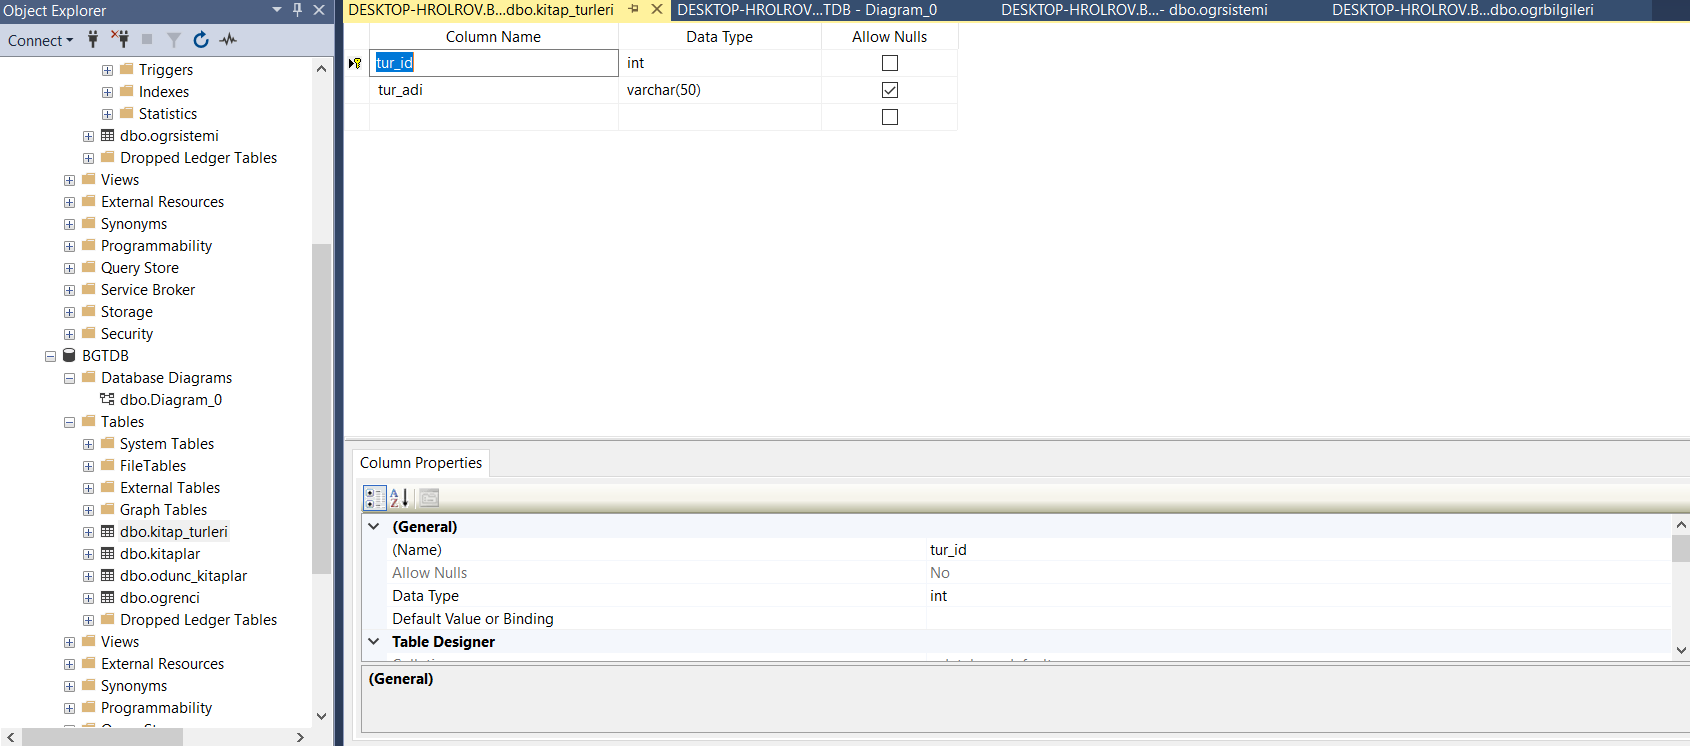 Object Explorer
Connect
Triggers
Indexes
Statistics
dbo.ogrsistemi
Dropped Ledger Tables
Views
External Resources
Synonyms
Programmability
Query Store
Service Broker
Storage
Security
BGTDB
Database Diagrams
dbo.Diagram_0
Tables
System Tables
FileTables
External Tables
Graph Tables
dbo.kitap_turleri
dbo.kitaplar
dbo.odunc_kitaplar
dbo.ogrenci
Dropped Ledger Tables
Views
External Resources
Synonyms
Programmability
DESKTOP-HROLROV.B...dbo.kitap_turleri
DESKTOP-HROLROV...TDB - Diagram_0
DESKTOP-HROLROV.B...- dbo.ogrsistemi
DESKTOP-HROLROV.B...dbo.ogrbilgileri
Column Name Data Type Allow Nulls
tur_id int
tur_adi varchar(50)
Column Properties
(General)
(Name) tur_id
Allow Nulls No
Data Type int
Default Value or Binding
Table Designer
(General)